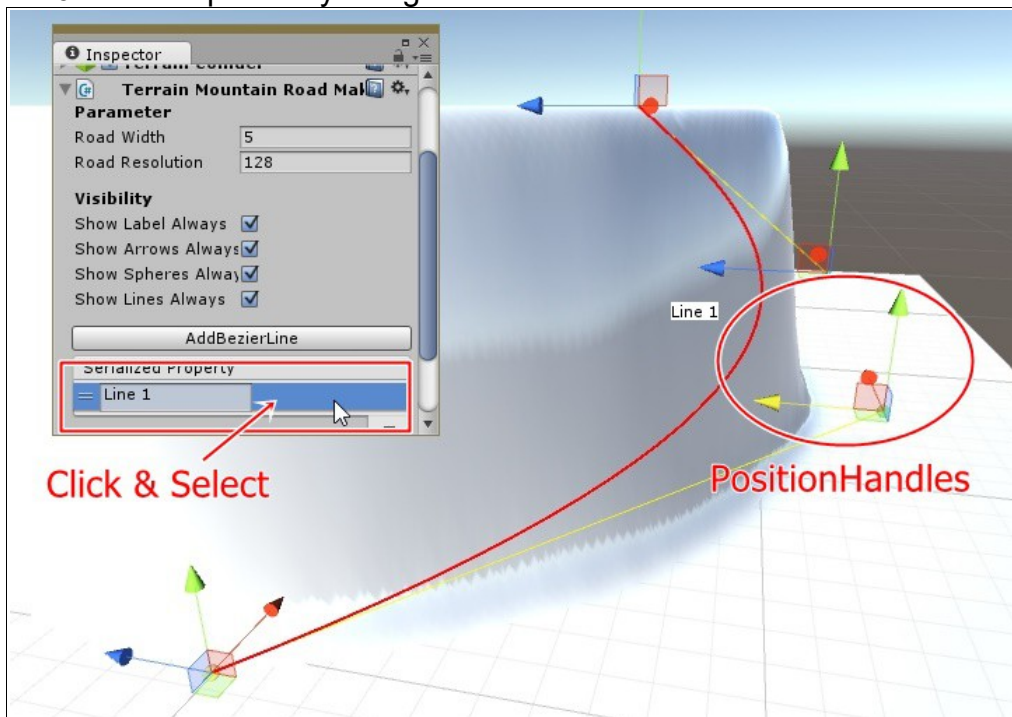 Inspector
Terrain Mountain Road Mak
Parameter
Road Width 5
Road Resolution 128
Visibility
Show Label Always
Show Arrows Always
Show Spheres Alway
Show Lines Always
AddBezierLine
Serialized Property
Line 1
Click & Select
Line 1
PositionHandles